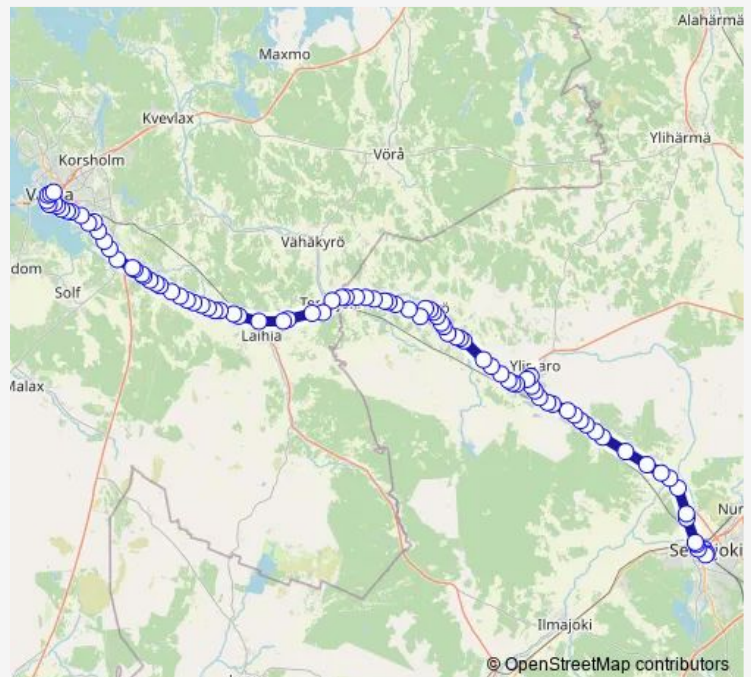 Alahärmä
Maxmo
Kvevlax
Ylihärmä
Vörå
Korsholm
Vähäkyrö
Solf
Laihia
Malax
Ilmajoki
© OpenStreetMap contributors